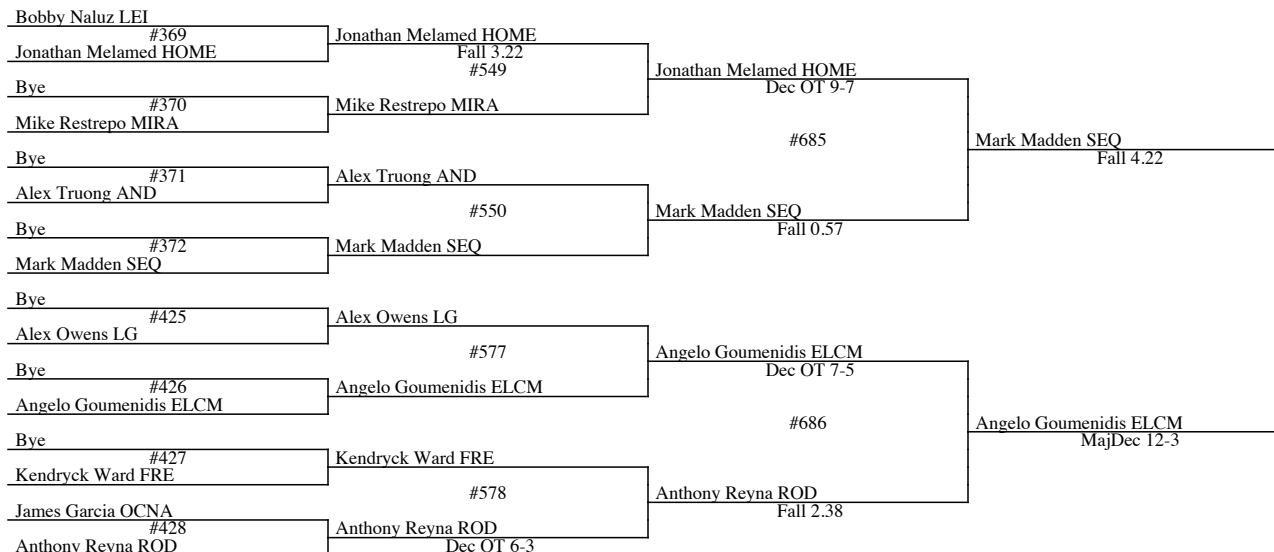 Bobby Naluz LEI
#369
Jonathan Melamed HOME
Bye
#370
Mike Restrepo MIRA
Bye
#371
Alex Truong AND
Bye
#372
Mark Madden SEQ
Bye
#425
Alex Owens LG
Bye
#426
Angelo Goumenidis ELCM
Bye
#427
Kendryck Ward FRE
James Garcia OCNA
#428
Anthony Reyna ROD
Jonathan Melamed HOME
Fall 3.22
#549
Mike Restrepo MIRA
Alex Truong AND
#550
Mark Madden SEQ
Alex Owens LG
#577
Angelo Goumenidis ELCM
Kendryck Ward FRE
#578
Anthony Reyna ROD
Dec OT 6-3
Jonathan Melamed HOME
Dec OT 9-7
#685
Mark Madden SEQ
Fall 0.57
Angelo Goumenidis ELCM
Dec OT 7-5
#686
Anthony Reyna ROD
Fall 2.38
Mark Madden SEQ
Fall 4.22
Angelo Goumenidis ELCM
MajDec 12-3